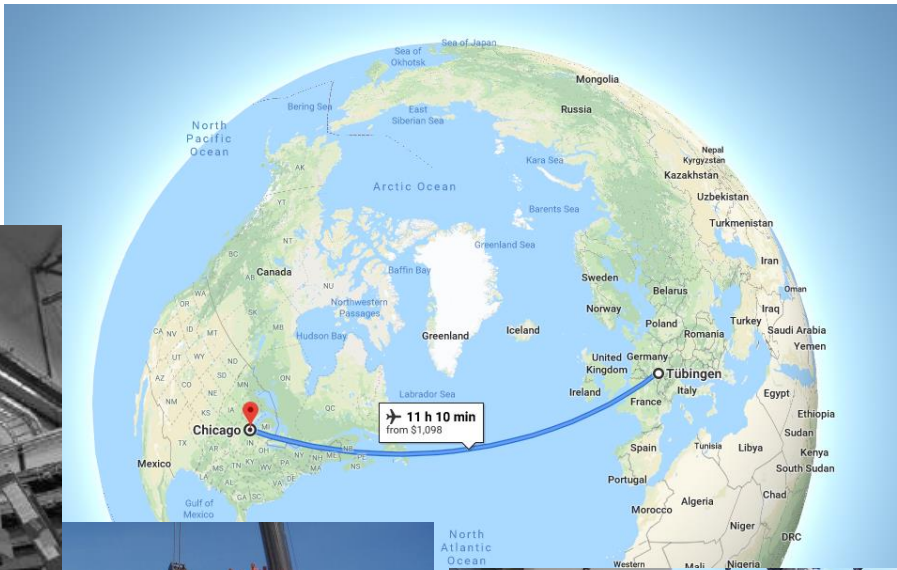 Sea of Japan
Sea of
Okhotsk
Mongolia
Bering Sea
East
Siberian Sea
Russia
North
Pacific
Ocean
Nepal
Kyrgyzstan
Kara Sea
Kazakhstan
AK
Arctic Ocean
Uzbekistan
YT
Barents Sea
Turkmenistan
NT
Greenland Sea
BC
Iran
AB
Canada
Baffin Bay
Sweden
Oman
NU
Belarus
OR
WA
SK
Northwestern
Passages
Norway
Iraq
MB
Poland
Turkey
Saudi Arabia
CA
NV
ID
MT
Hudson Bay
Greenland
Iceland
Romania
Yemen
UT
WY
ND
United
Kingdom
Germany
SD
Tübingen
AZ
CO
MN
ON
NE
Labrador Sea
Ireland
Italy
Egypt
NM
France
KS
IA
QC
11 h 10 min
from $1,098
Ethiopia
Chicago
MI
Sudan
TX
OH
IN
Spain
Tunisia
Libya
Kenya
Mexico
South Sudan
Portugal
Gulf of
Mexico
Algeria
Chad
Morocco
Niger
North
Atlantic
Ocean
DRC
Western
Mali
Nigeria